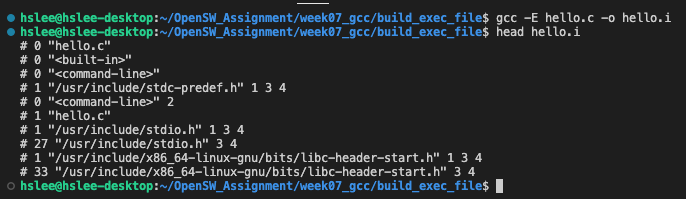 hslee@hslee-desktop:~/OpenSW_Assignment/week07_gcc/build_exec_file$ gcc -E hello.c -o hello.i
hslee@hslee-desktop:~/OpenSW_Assignment/week07_gcc/build_exec_file$ head hello.i
# 0 "hello.c"
# 0 "<built-in>"
# 0 "<command-line>"
# 1 "/usr/include/stdc-predef.h" 1 3 4
# 0 "<command-line>" 2
# 1 "hello.c"
# 1 "/usr/include/stdio.h" 1 3 4
# 27 "/usr/include/stdio.h" 3 4
# 1 "/usr/include/x86_64-linux-gnu/bits/libc-header-start.h" 1 3 4
# 33 "/usr/include/x86_64-linux-gnu/bits/libc-header-start.h" 3 4
hslee@hslee-desktop:~/OpenSW_Assignment/week07_gcc/build_exec_file$